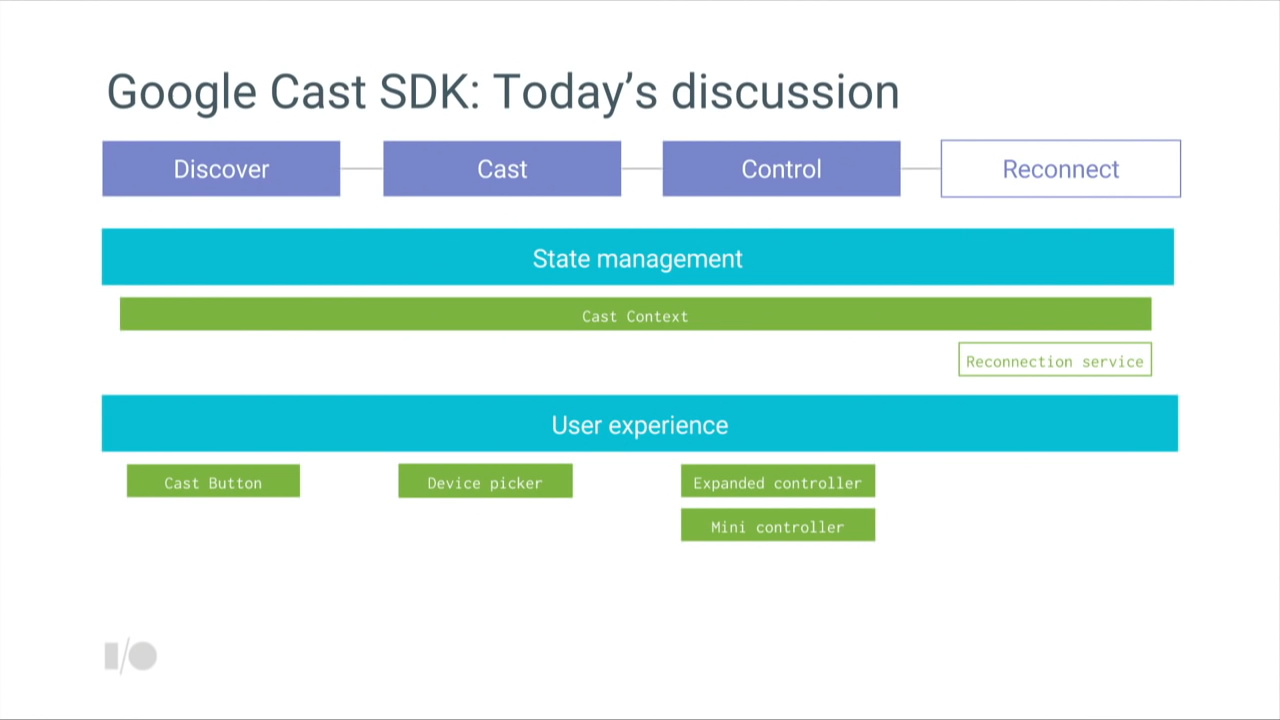 Google Cast SDK: Today’s discussion
Discover
Cast
Control
Reconnect
State management
Cast Context
Reconnection service
User experience
Cast Button
Device picker
Expanded controller
Mini controller
I/O